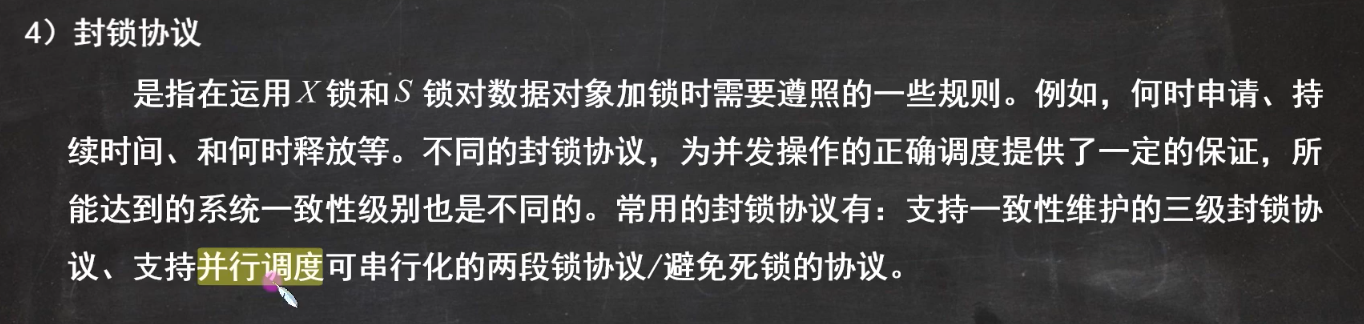 4）封锁协议
是指在运用X锁和S锁对数据对象加锁时需要遵照的一些规则。例如，何时申请、持
续时间、和何时释放等。不同的封锁协议，为并发操作的正确调度提供了一定的保证，所
能达到的系统一致性级别也是不同的。常用的封锁协议有：支持一致性维护的三级封锁协
议、支持并行调度可串行化的两段锁协议/避免死锁的协议。